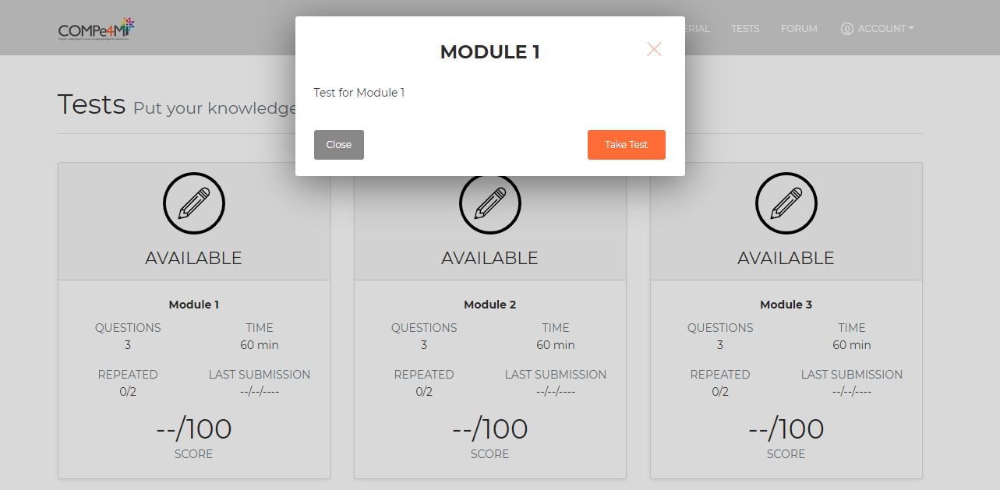 COMPe4MI
ERIAL
TESTS
FORUM
ACCOUNT
MODULE 1
Test for Module 1
Close
Take Test
Tests Put your knowledge
AVAILABLE
AVAILABLE
AVAILABLE
Module 1
QUESTIONS TIME
3 60 min
REPEATED LAST SUBMISSION
0/2 --/--/----
--/100
SCORE
Module 2
QUESTIONS TIME
3 60 min
REPEATED LAST SUBMISSION
0/2 --/--/----
--/100
SCORE
Module 3
QUESTIONS TIME
3 60 min
REPEATED LAST SUBMISSION
0/2 --/--/----
--/100
SCORE